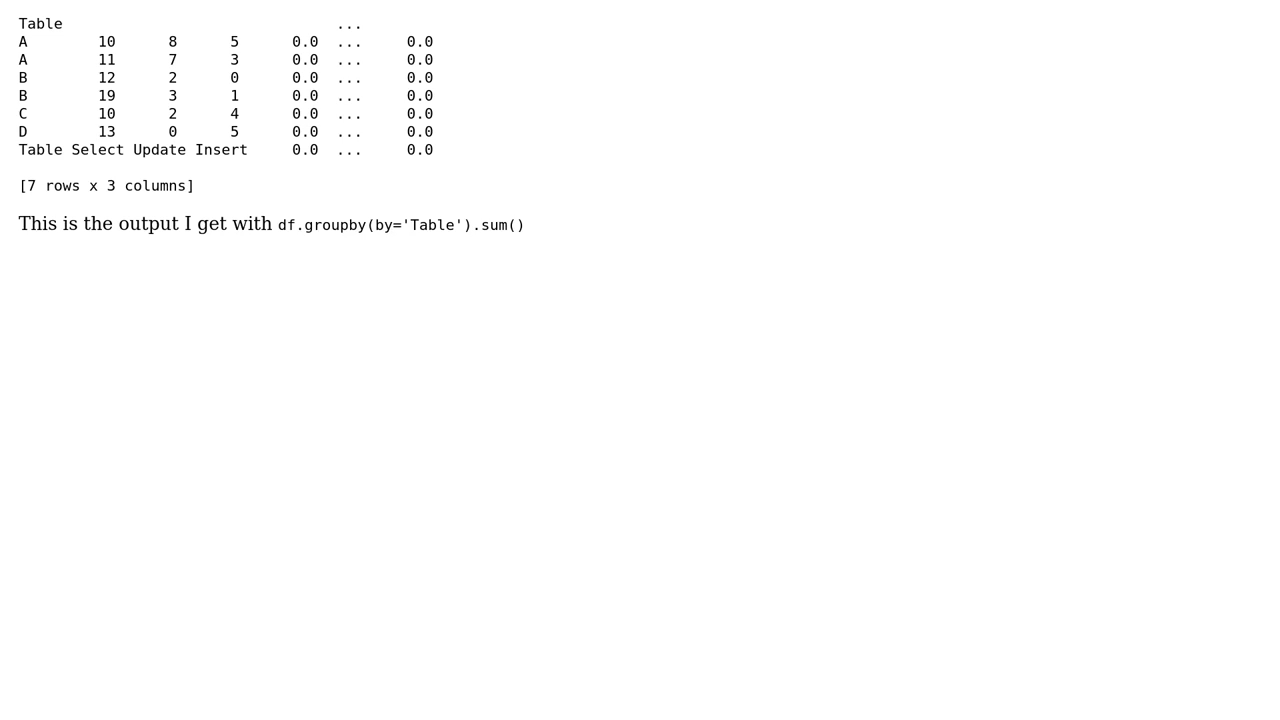 Table                               ...
A        10      8      5      0.0  ...     0.0
A        11      7      3      0.0  ...     0.0
B        12      2      0      0.0  ...     0.0
B        19      3      1      0.0  ...     0.0
C        10      2      4      0.0  ...     0.0
D        13      0      5      0.0  ...     0.0
Table Select Update Insert     0.0  ...     0.0
[7 rows x 3 columns]
This is the output I get with df.groupby(by='Table').sum()